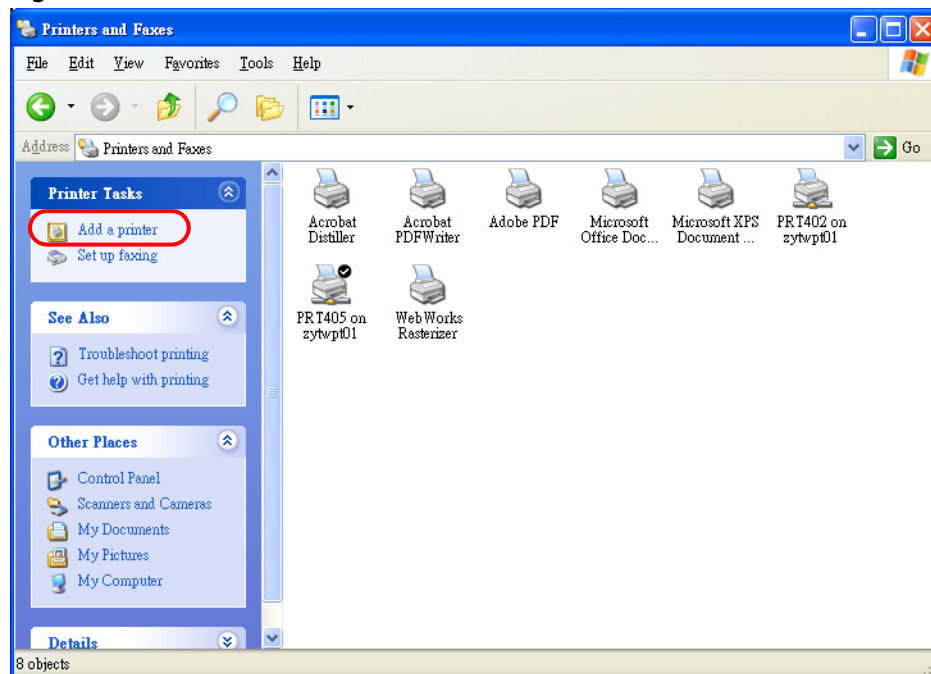 Printers and Faxes
File Edit View Favorites Tools Help
Address Printers and Faxes Go
Printer Tasks
Add a printer
Set up faxing
See Also
Troubleshoot printing
Get help with printing
Other Places
Control Panel
Scanners and Cameras
My Documents
My Pictures
My Computer
Details
Acrobat Distiller
Acrobat PDFWriter
Adobe PDF
Microsoft Office Doc...
Microsoft XPS Document ...
PRT402 on zytwpt01
PRT405 on zytwpt01
WebWorks Rasterizer
8 objects